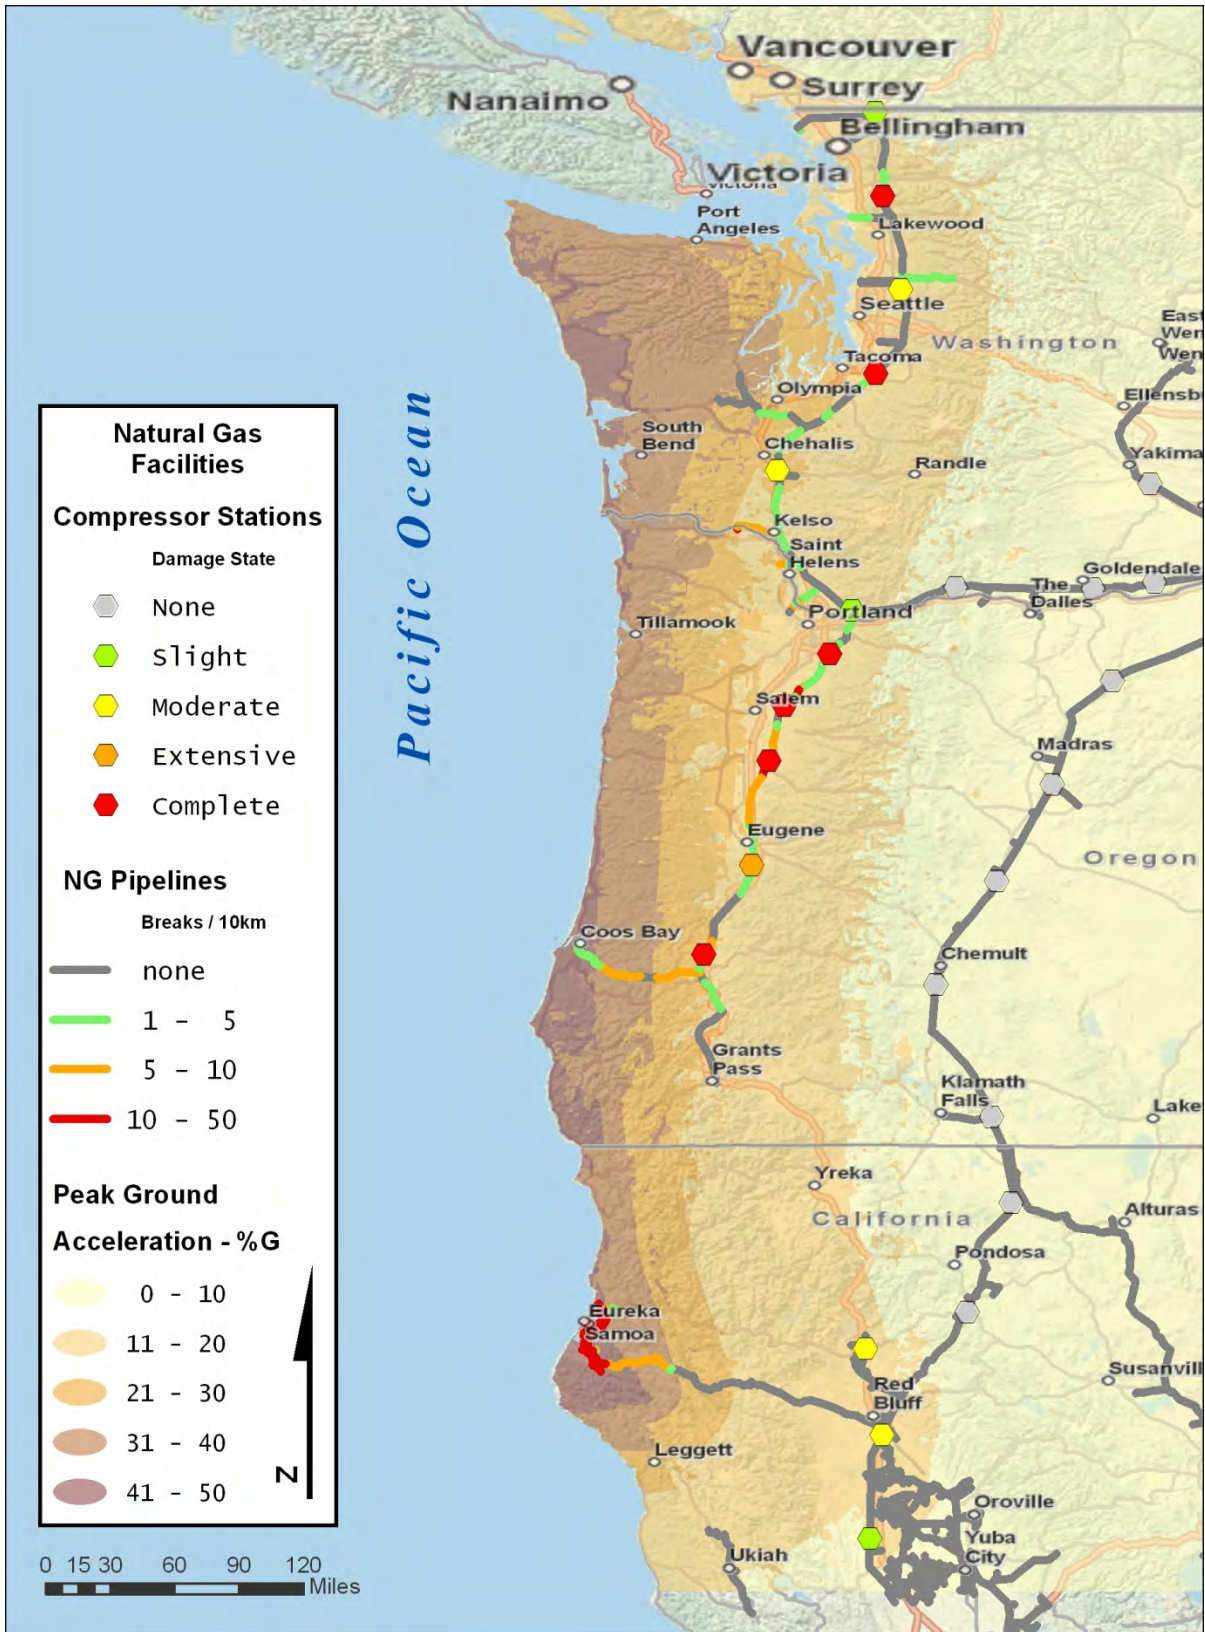 Vancouver
Surrey
Nanaimo
Bellingham
Victoria
Victoria
Port
Angeles
Lakewood
Seattle
East
Wen
Washington
Wen
Tacoma
Olympia
Ellensb
South
Bend
Chehalis
Randle
Yakima
Kelso
Saint
Helens
Goldendale
The
Dalles
Portland
Tillamook
Salem
Madras
Eugene
Oregon
Coos Bay
Chemult
Grants
Pass
Klamath
Falls
Lake
Yreka
California
Alturas
Pondosa
Eureka
Samoa
Susanvill
Red
Bluff
Leggett
Oroville
Yuba
City
Ukiah
Pacific Ocean
Natural Gas
Facilities
Compressor Stations
Damage State
None
Slight
Moderate
Extensive
Complete
NG Pipelines
Breaks / 10km
none
1 - 5
5 - 10
10 - 50
Peak Ground
Acceleration - %G
0 - 10
11 - 20
21 - 30
31 - 40
41 - 50
N
0 15 30 60 90 120
Miles